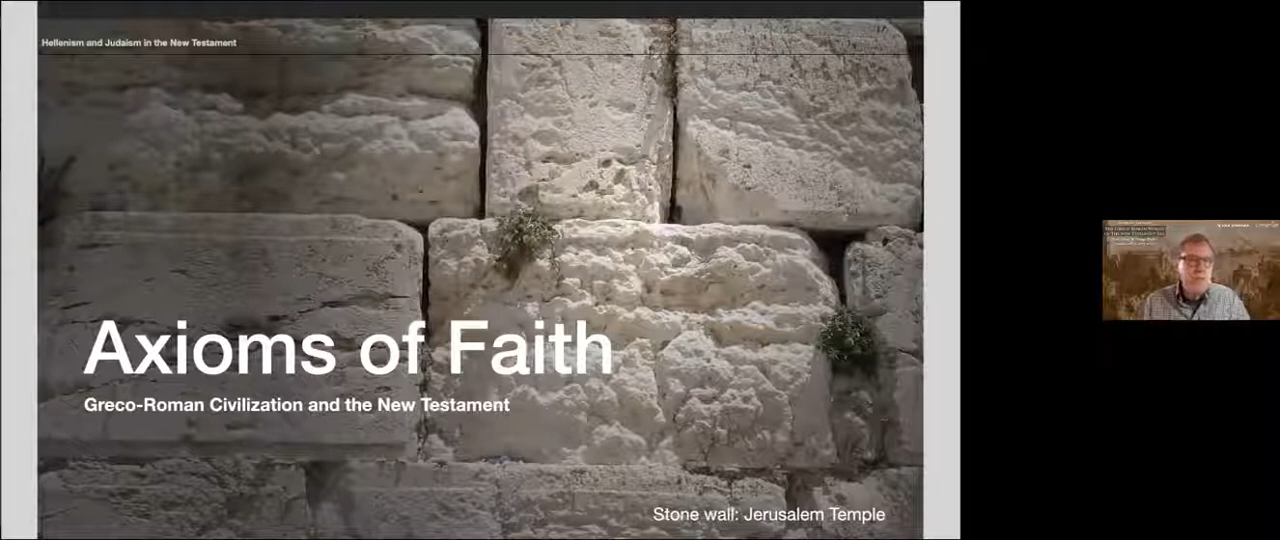 Hellenism and Judaism in the New Testament
Axioms of Faith
Greco-Roman Civilization and the New Testament
Stone wall: Jerusalem Temple